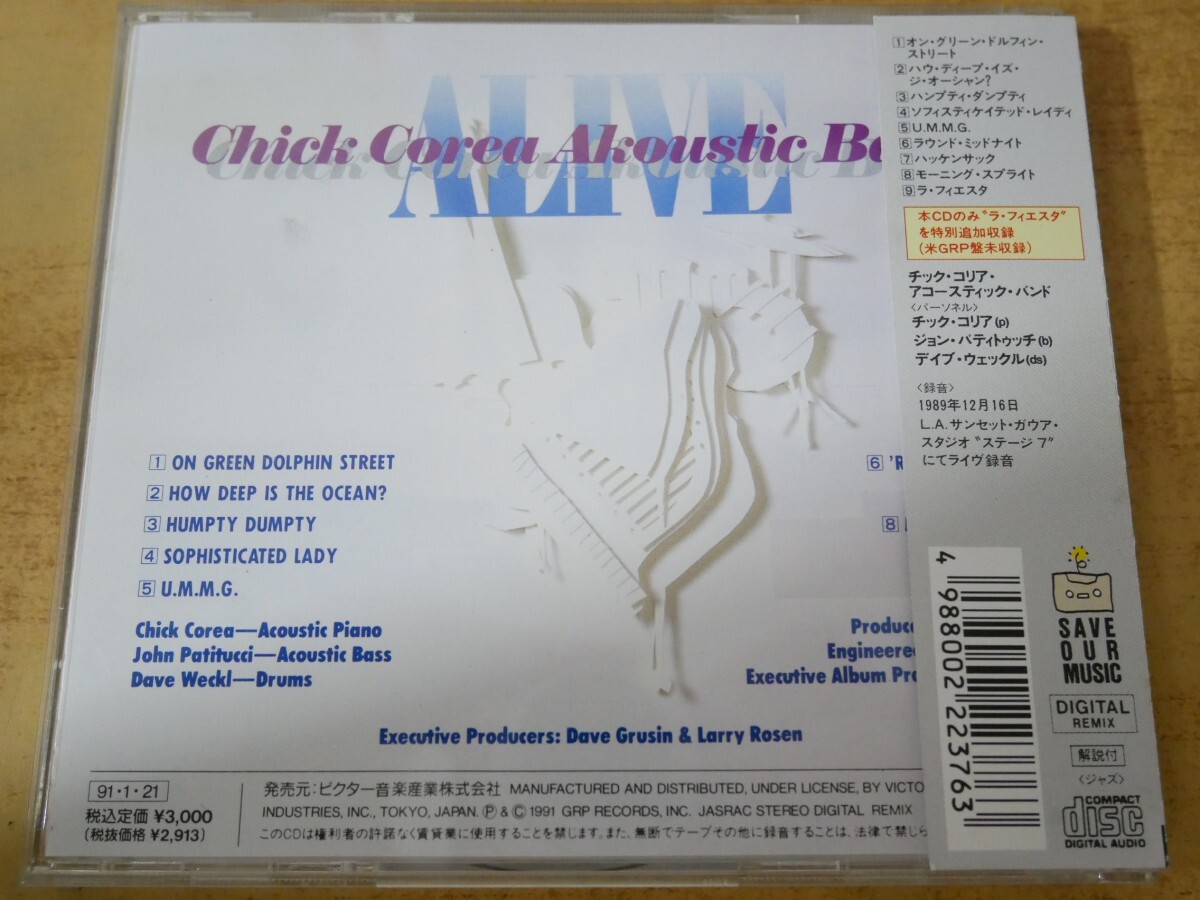 ALIVE
Chick Corea Akoustic Ba
1 ON GREEN DOLPHIN STREET
2 HOW DEEP IS THE OCEAN?
3 HUMPTY DUMPTY
4 SOPHISTICATED LADY
5 U.M.M.G.
6 'R
8
Chick Corea—Acoustic Piano
John Patitucci—Acoustic Bass
Dave Weckl—Drums
Produce
Engineered
Executive Album Pro
Executive Producers: Dave Grusin & Larry Rosen
91・1・21
税込定価 ¥3,000
(税抜価格 ¥2,913)
発売元:ビクター音楽産業株式会社 MANUFACTURED AND DISTRIBUTED, UNDER LICENSE, BY VICTO
INDUSTRIES, INC., TOKYO, JAPAN. Ⓟ & © 1991 GRP RECORDS, INC. JASRAC STEREO DIGITAL REMIX
このCDは権利者の許諾なく賃貸業に使用することを禁じます。また、無断でテープその他に録音することは、法律で禁じら
1 オン・グリーン・ドルフィン・
ストリート
2 ハウ・ディープ・イズ・
ジ・オーシャン?
3 ハンプティ・ダンプティ
4 ソフィスティケイテッド・レイディ
5 U.M.M.G.
6 ラウンド・ミッドナイト
7 ハッケンサック
8 モーニング・スプライト
9 ラ・フィエスタ
本CDのみ“ラ・フィエスタ”
を特別追加収録
(米GRP盤未収録)
チック・コリア・
アコースティック・バンド
〈パーソネル〉
チック・コリア(p)
ジョン・パティトゥッチ(b)
デイブ・ウェックル(ds)
〈録音〉
1989年12月16日
L.A.サンセット・ガウア・
スタジオ“ステージ7”
にてライヴ録音
4 988002 223763
SAVE
OUR
MUSIC
DIGITAL
REMIX
解説付
〈ジャズ〉
COMPACT
disc
DIGITAL AUDIO